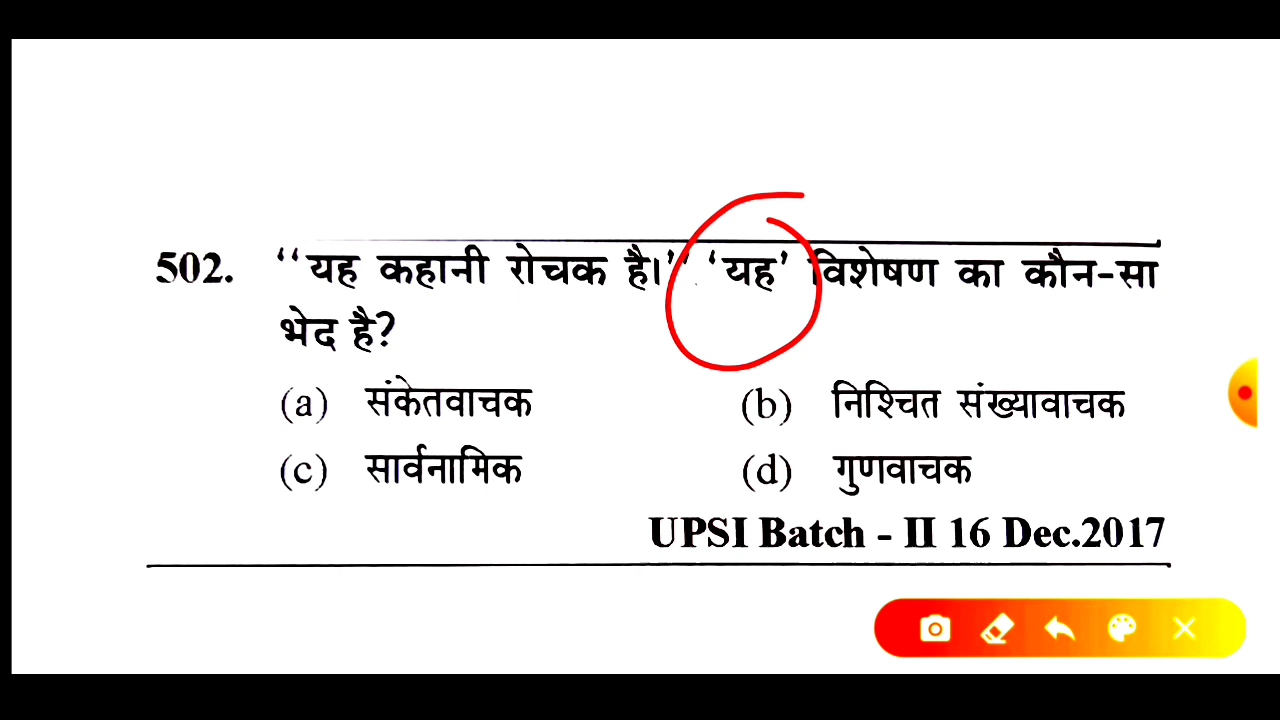 502. ‘‘यह कहानी रोचक है।’’ ‘यह’ विशेषण का कौन-सा
भेद है?
(a) संकेतवाचक (b) निश्चित संख्यावाचक
(c) सार्वनामिक (d) गुणवाचक
UPSI Batch - II 16 Dec.2017